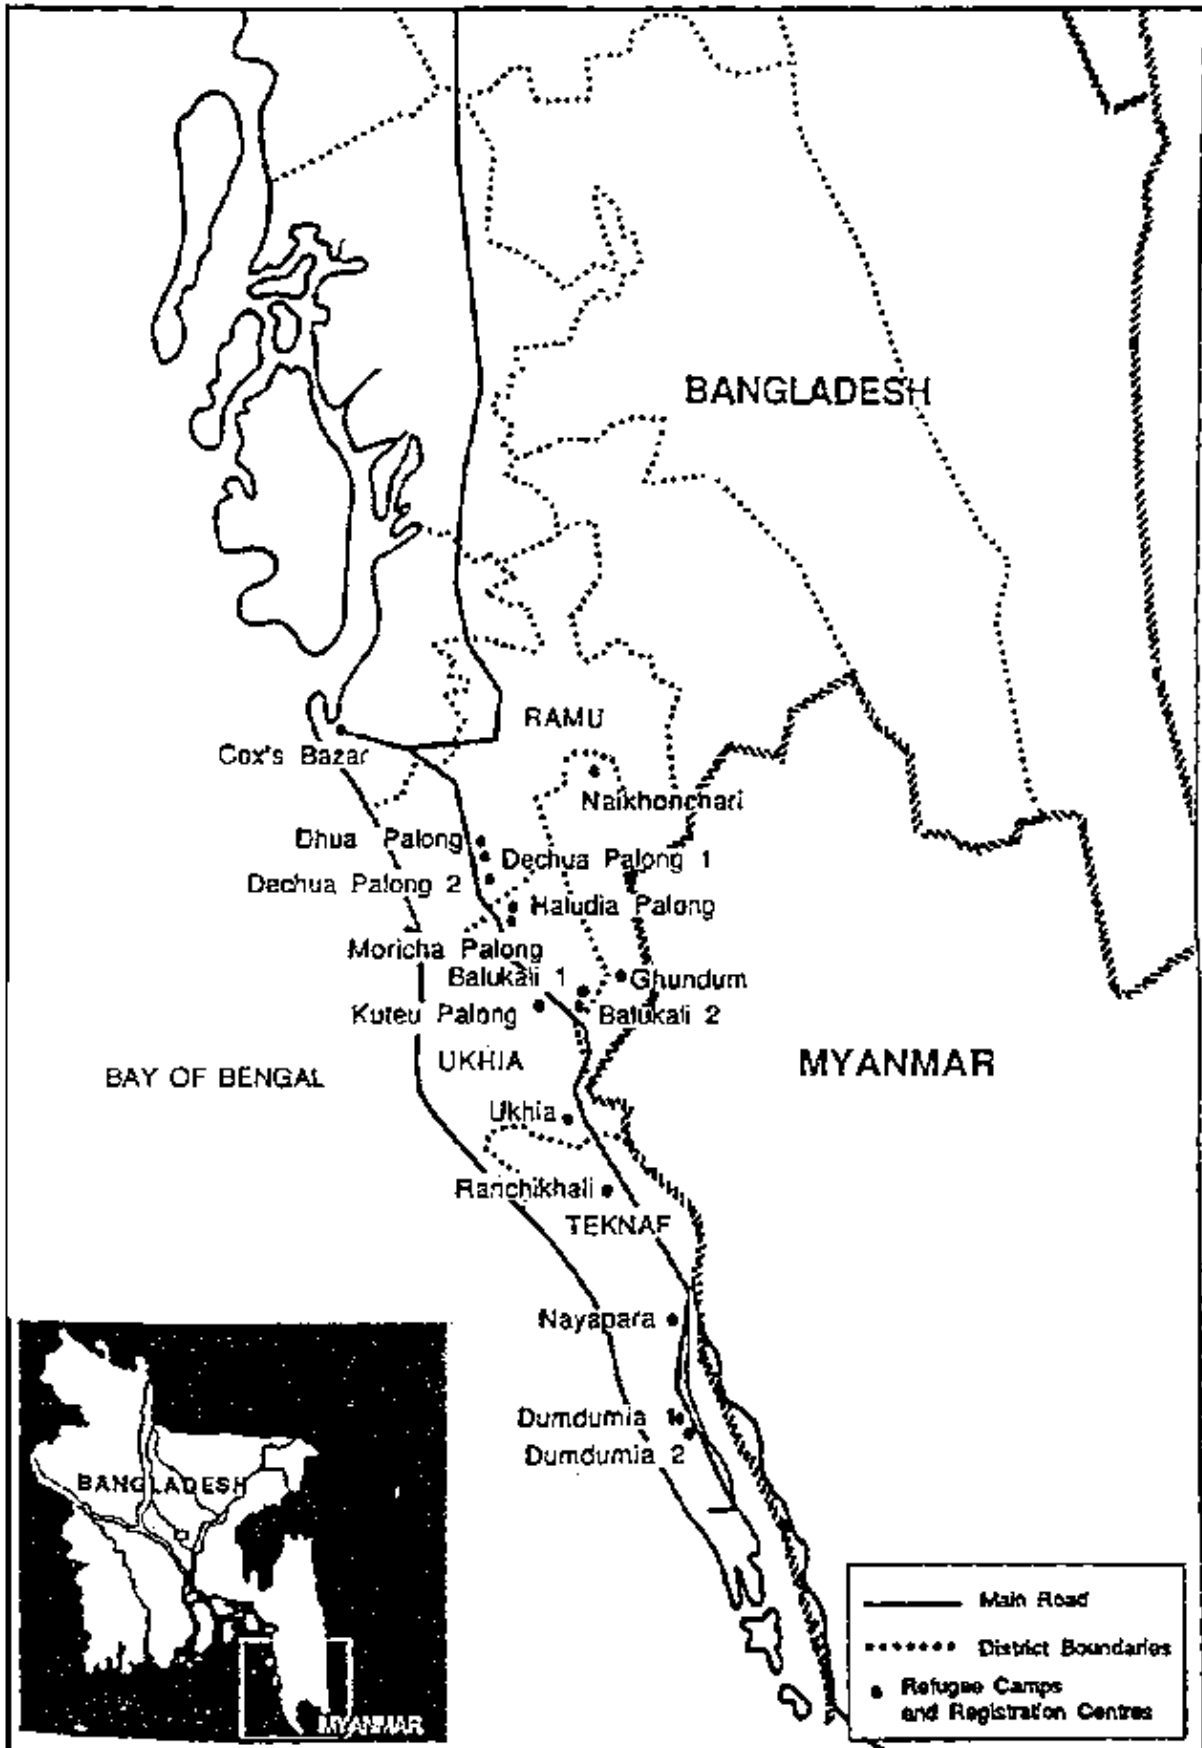 BANGLADESH
RAMU
Cox's Bazar
Naikhonchari
Dhua Palong
Dechua Palong 1
Dechua Palong 2
Haludia Palong
Moricha Palong
Balukali 1
Ghundum
Kuteu Palong
Balukali 2
UKHIA
MYANMAR
BAY OF BENGAL
Ukhia
Ranchikhali
TEKNAF
Nayapara
Dumdumia 1
Dumdumia 2
BANGLADESH
MYANMAR
Main Road
District Boundaries
Refugee Camps
and Registration Centres